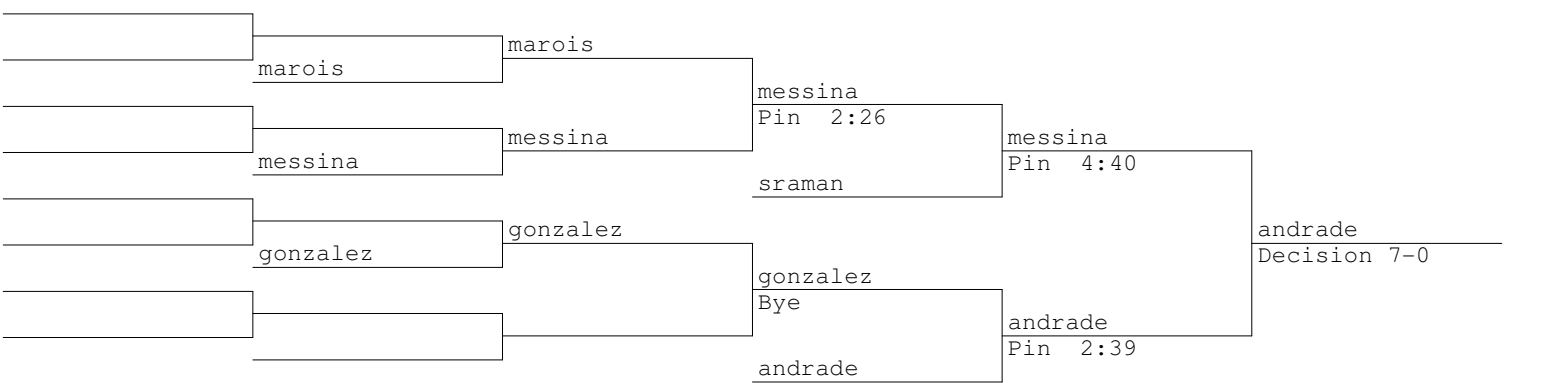 marois
marois
messina
Pin 2:26
messina
messina
messina
Pin 4:40
sraman
andrade
Decision 7-0
gonzalez
gonzalez
gonzalez
Bye
andrade
Pin 2:39
andrade